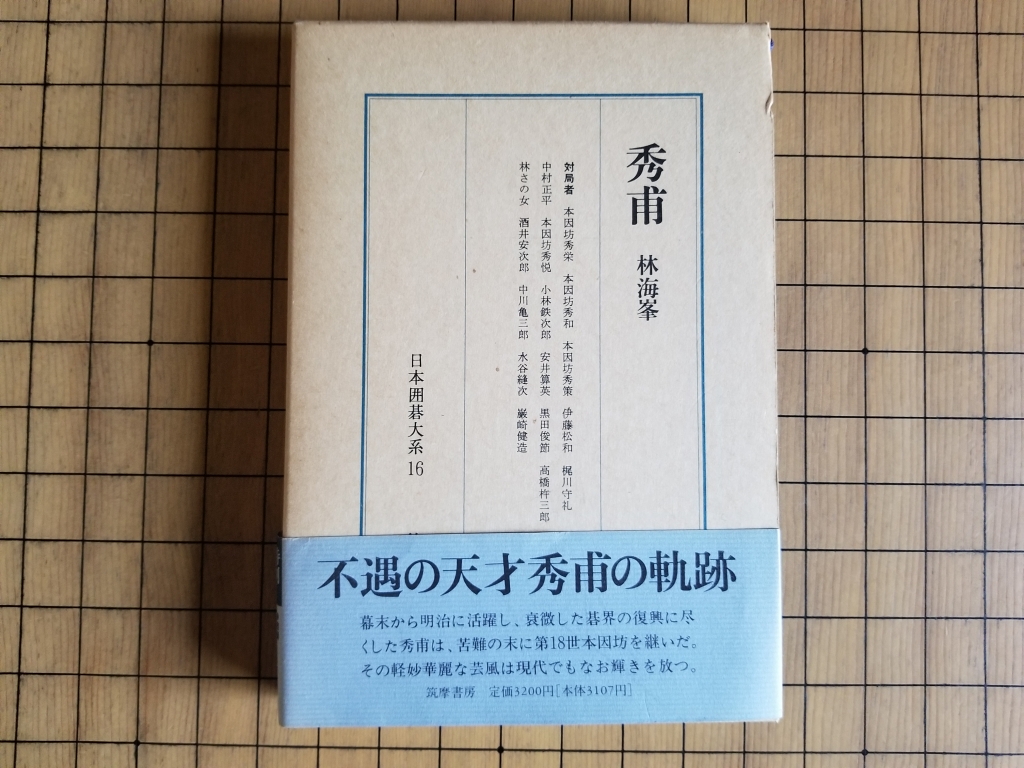 秀甫 林海峯
対局者 本因坊秀栄 本因坊秀和 本因坊秀策 伊藤松和 梶川守礼
中村正平 本因坊秀悦 小林鉄次郎 安井算英 黒田俊節 高橋杵三郎
林さの女 酒井安次郎 中川亀三郎 水谷縫次 巌崎健造
日本囲碁大系16
不遇の天才秀甫の軌跡
幕末から明治に活躍し、衰微した碁界の復興に尽
くした秀甫は、苦難の末に第18世本因坊を継いだ。
その軽妙華麗な芸風は現代でもなお輝きを放つ。
筑摩書房 定価3200円[本体3107円]